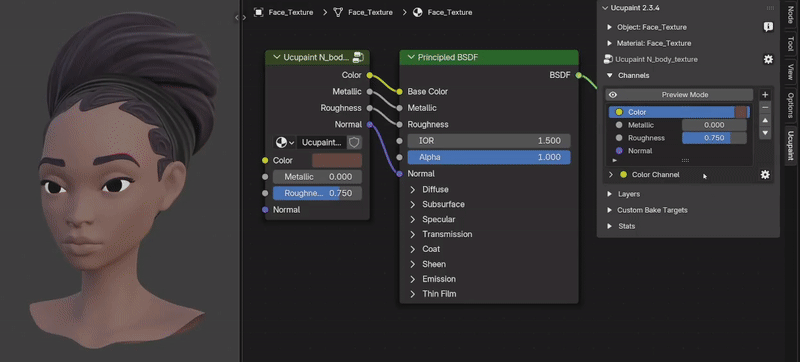 Face_Texture > Face_Texture > Face_Texture
Ucupaint N_bod...
Color
Metallic
Roughness
Normal
Ucupaint...
Color
Metallic 0.000
Roughne... 0.750
Normal
Principled BSDF
BSDF
Base Color
Metallic
Roughness
IOR 1.500
Alpha 1.000
Normal
Diffuse
Subsurface
Specular
Transmission
Coat
Sheen
Emission
Thin Film
Ucupaint 2.3.4
Object: Face_Texture
Material: Face_Texture
Ucupaint N_body_texture
Channels
Preview Mode
Color
Metallic 0.000
Roughness 0.750
Normal
Color Channel
Layers
Custom Bake Targets
Stats
Node
Tool
View
Options
Ucupaint